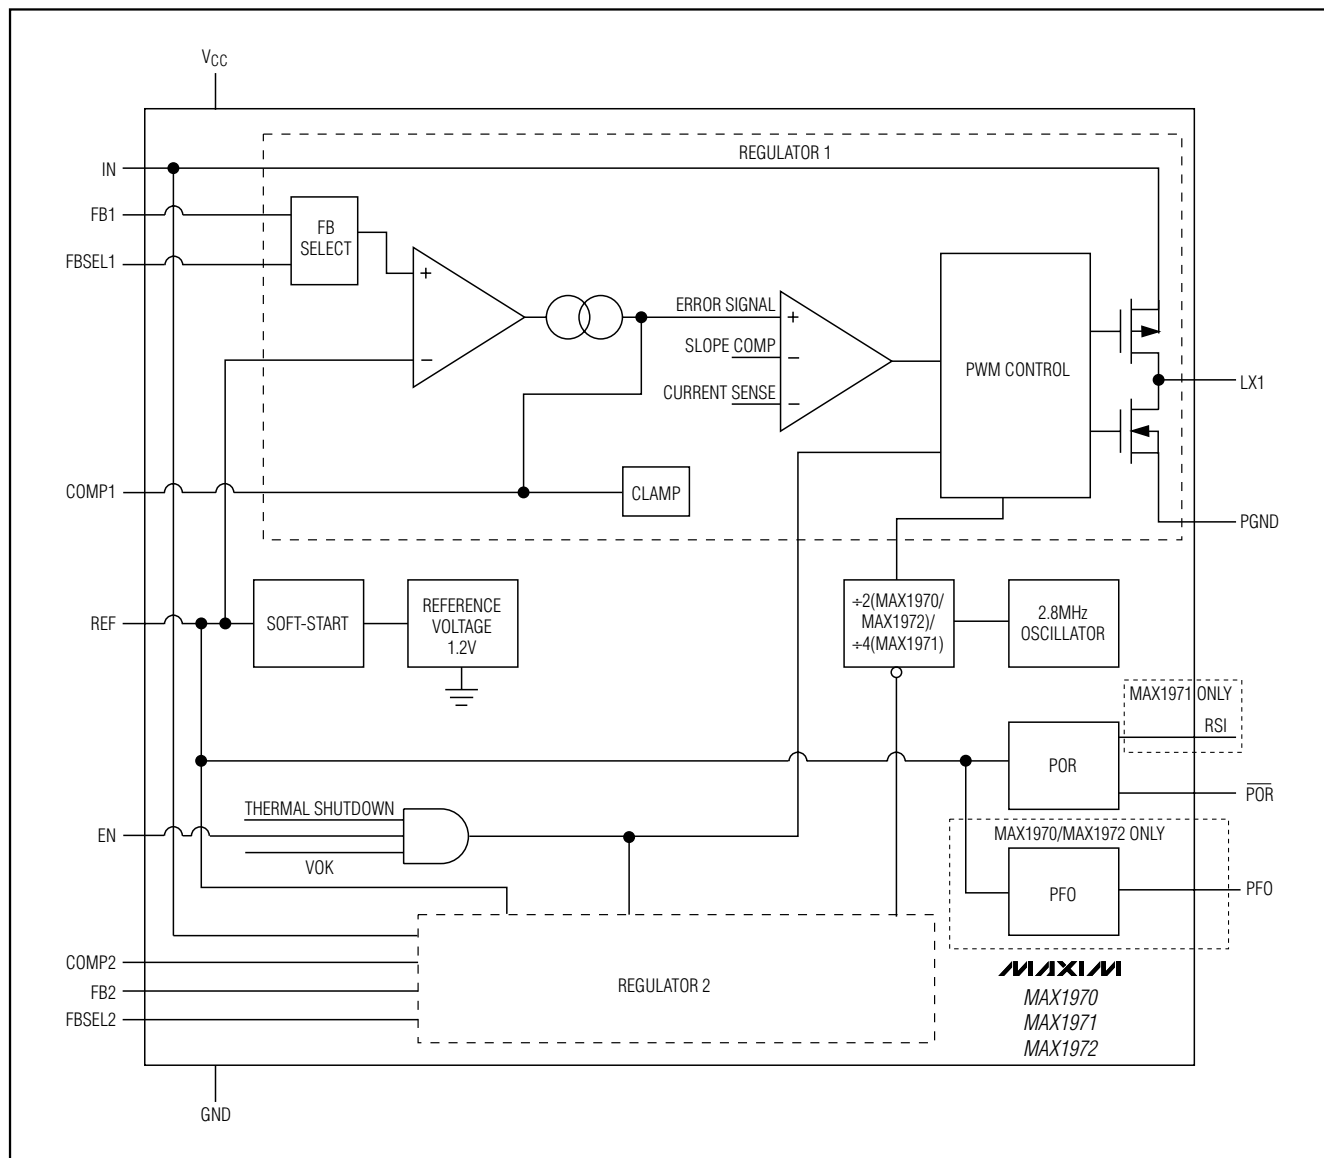 VCC
REGULATOR 1
IN
FB1
FBSEL1
FB
SELECT
+
−
ERROR SIGNAL
SLOPE COMP
CURRENT SENSE
+
−
−
PWM CONTROL
LX1
COMP1
CLAMP
PGND
REF
SOFT-START
REFERENCE
VOLTAGE
1.2V
÷2(MAX1970/
MAX1972)/
÷4(MAX1971)
2.8MHz
OSCILLATOR
MAX1971 ONLY
RSI
POR
POR
THERMAL SHUTDOWN
EN
VOK
MAX1970/MAX1972 ONLY
PFO
PFO
COMP2
FB2
FBSEL2
REGULATOR 2
MAXIM
MAX1970
MAX1971
MAX1972
GND